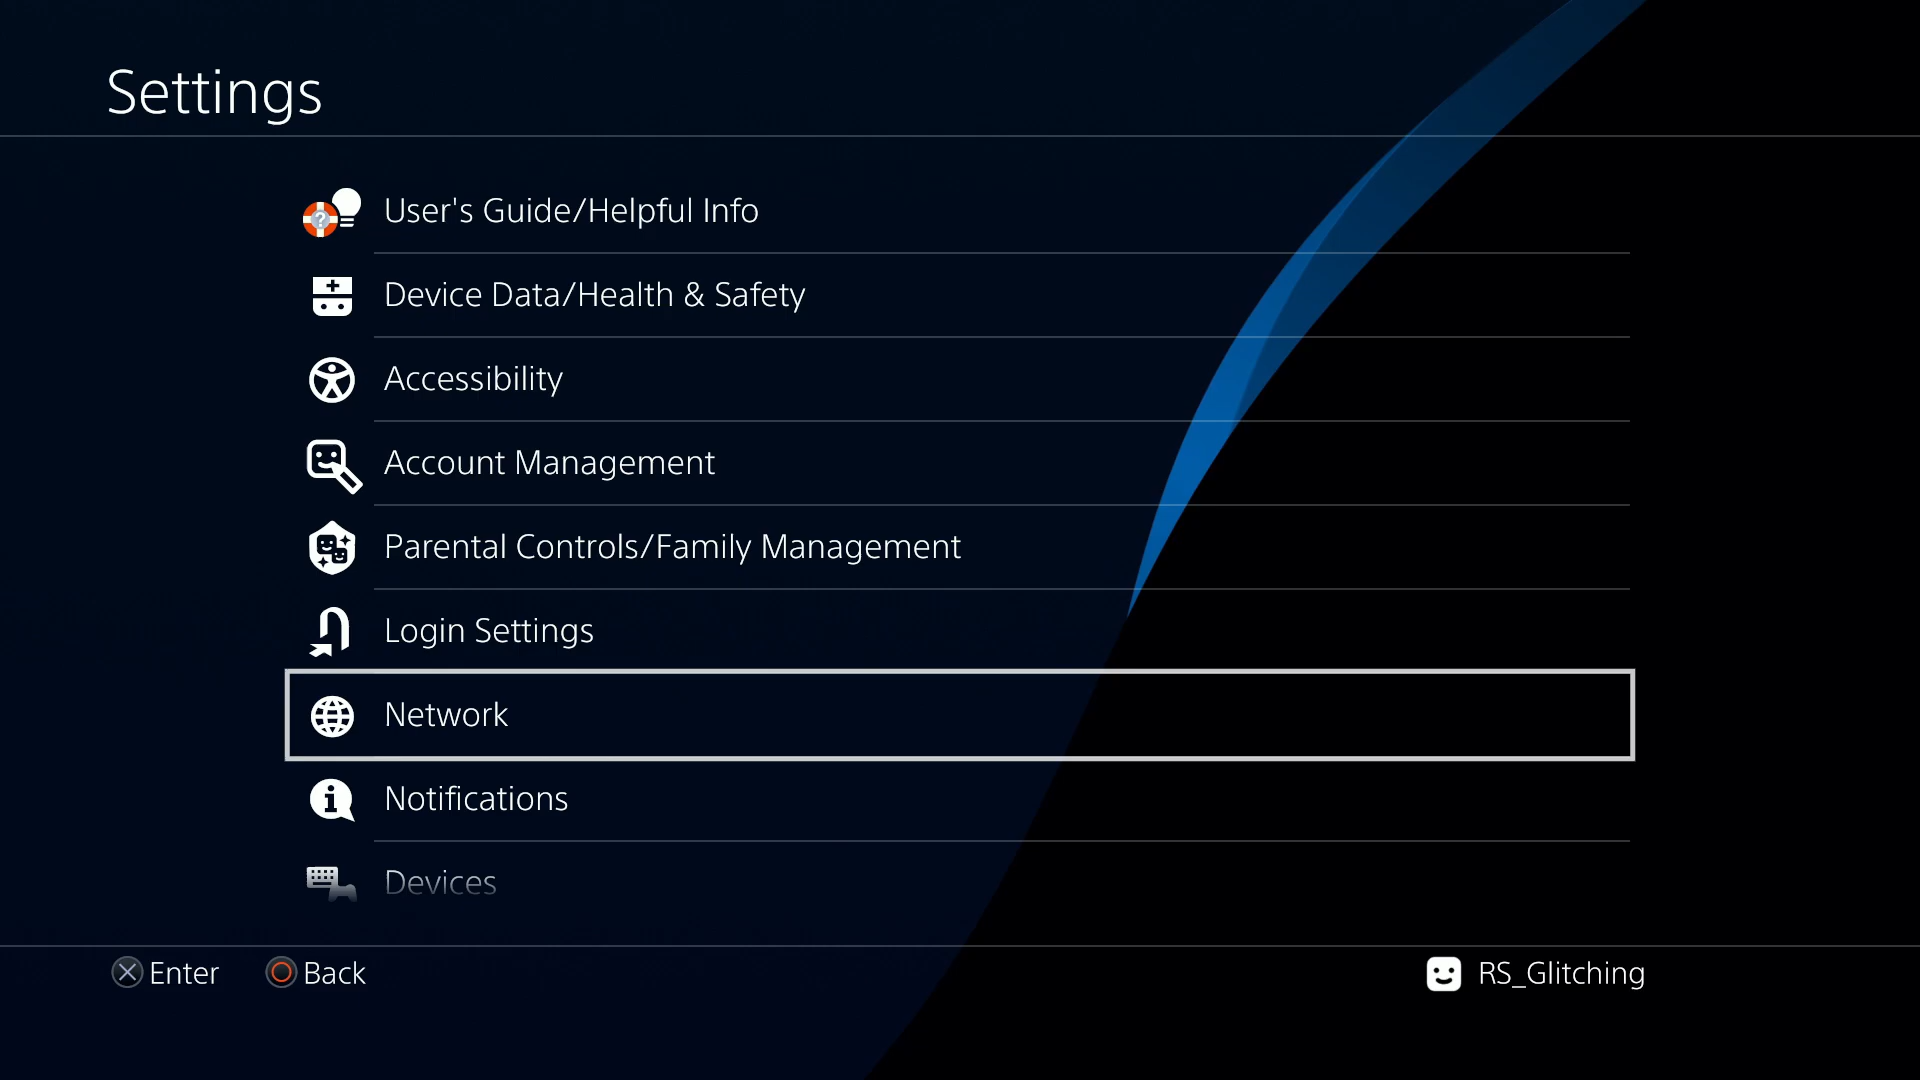 Settings
User's Guide/Helpful Info
Device Data/Health & Safety
Accessibility
Account Management
Parental Controls/Family Management
Login Settings
Network
Notifications
Devices
Enter
Back
RS_Glitching